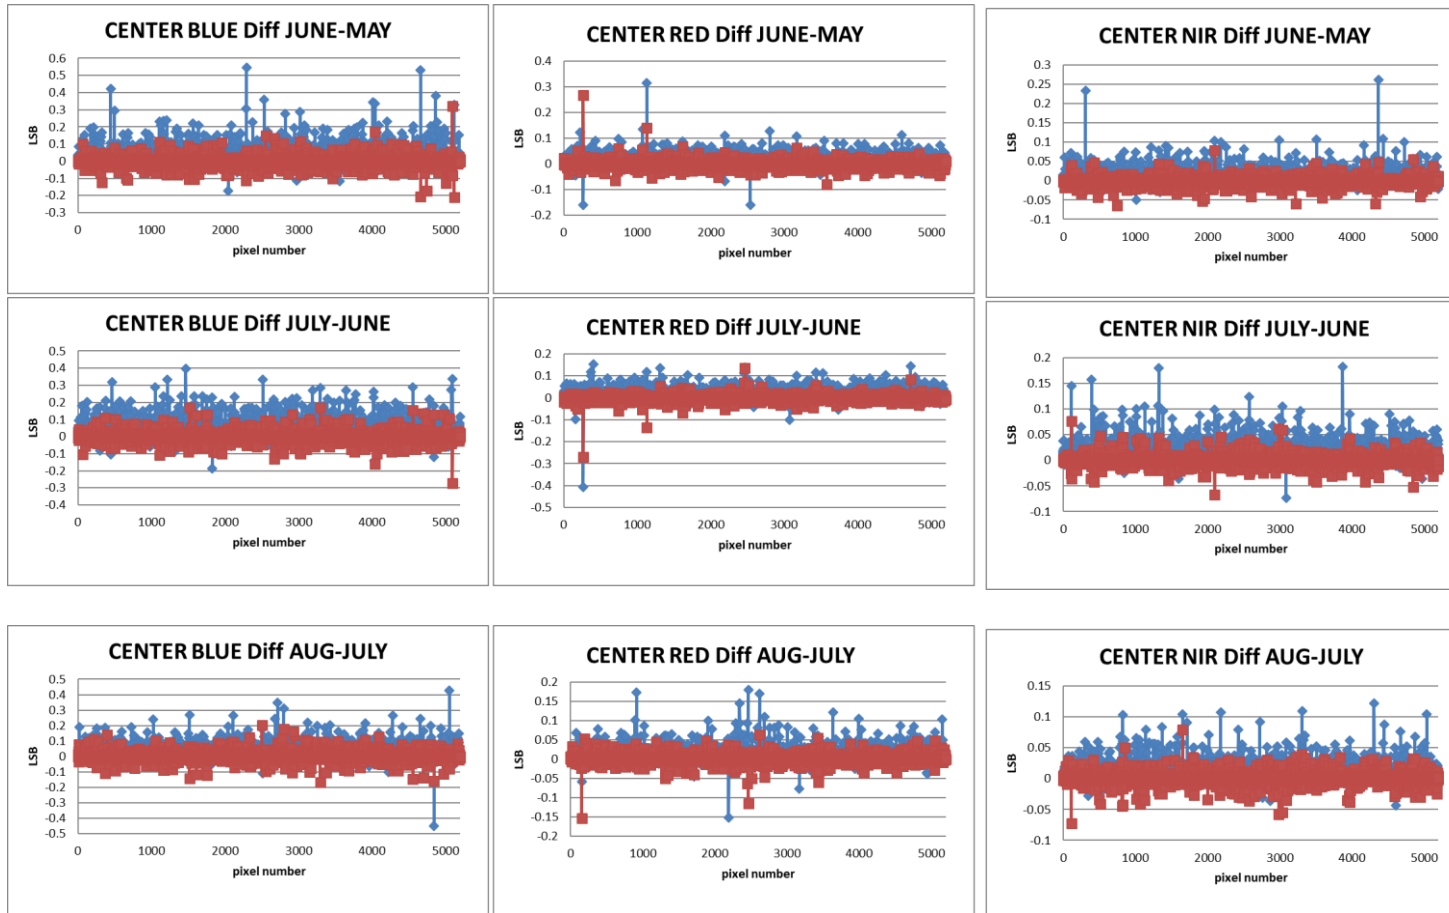 CENTER BLUE Diff JUNE-MAY
0.6
0.5
0.4
0.3
0.2
0.1
0
-0.1
-0.2
-0.3
LSB
0 1000 2000 3000 4000 5000
pixel number
CENTER RED Diff JUNE-MAY
0.4
0.3
0.2
0.1
0
-0.1
-0.2
LSB
0 1000 2000 3000 4000 5000
pixel number
CENTER NIR Diff JUNE-MAY
0.3
0.25
0.2
0.15
0.1
0.05
0
-0.05
-0.1
LSB
0 1000 2000 3000 4000 5000
pixel number
CENTER BLUE Diff JULY-JUNE
0.5
0.4
0.3
0.2
0.1
0
-0.1
-0.2
-0.3
-0.4
LSB
0 1000 2000 3000 4000 5000
pixel number
CENTER RED Diff JULY-JUNE
0.2
0.1
0
-0.1
-0.2
-0.3
-0.4
-0.5
LSB
0 1000 2000 3000 4000 5000
pixel number
CENTER NIR Diff JULY-JUNE
0.2
0.15
0.1
0.05
0
-0.05
-0.1
LSB
0 1000 2000 3000 4000 5000
pixel number
CENTER BLUE Diff AUG-JULY
0.5
0.4
0.3
0.2
0.1
0
-0.1
-0.2
-0.3
-0.4
-0.5
LSB
0 1000 2000 3000 4000 5000
pixel number
CENTER RED Diff AUG-JULY
0.2
0.15
0.1
0.05
0
-0.05
-0.1
-0.15
-0.2
LSB
0 1000 2000 3000 4000 5000
pixel number
CENTER NIR Diff AUG-JULY
0.15
0.1
0.05
0
-0.05
-0.1
LSB
0 1000 2000 3000 4000 5000
pixel number